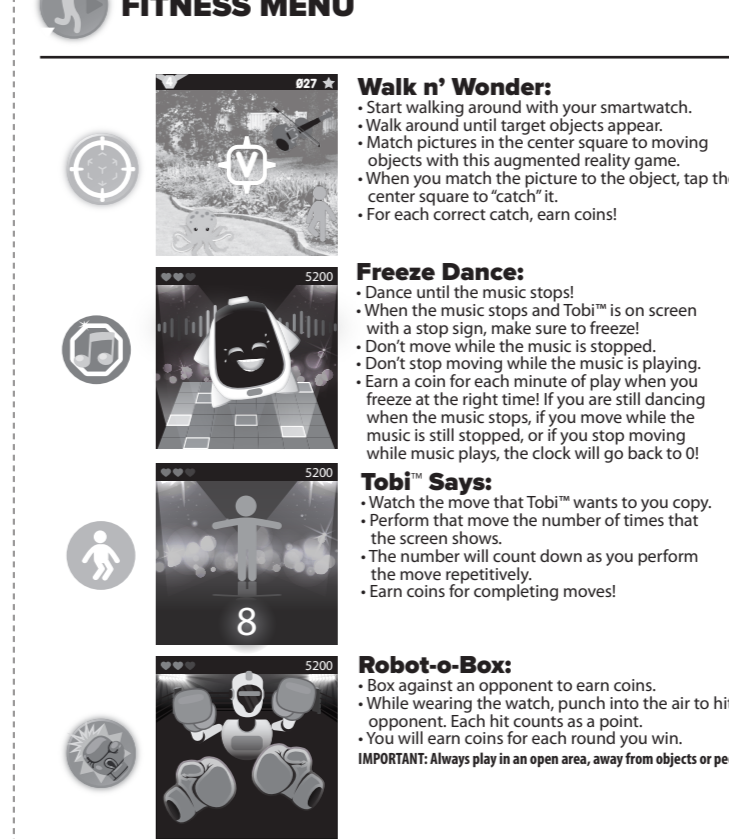 FITNESS MENU
Ø27
V
Walk n’ Wonder:
• Start walking around with your smartwatch.
• Walk around until target objects appear.
• Match pictures in the center square to moving
objects with this augmented reality game.
• When you match the picture to the object, tap the
center square to “catch” it.
• For each correct catch, earn coins!
5200
Freeze Dance:
• Dance until the music stops!
• When the music stops and Tobi™ is on screen
with a stop sign, make sure to freeze!
• Don’t move while the music is stopped.
• Don’t stop moving while the music is playing.
• Earn a coin for each minute of play when you
freeze at the right time! If you are still dancing
when the music stops, if you move while the
music is still stopped, or if you stop moving
while music plays, the clock will go back to 0!
5200
8
Tobi™ Says:
• Watch the move that Tobi™ wants to you copy.
• Perform that move the number of times that
the screen shows.
• The number will count down as you perform
the move repetitively.
• Earn coins for completing moves!
5200
Robot-o-Box:
• Box against an opponent to earn coins.
• While wearing the watch, punch into the air to hit
opponent. Each hit counts as a point.
• You will earn coins for each round you win.
IMPORTANT: Always play in an open area, away from objects or